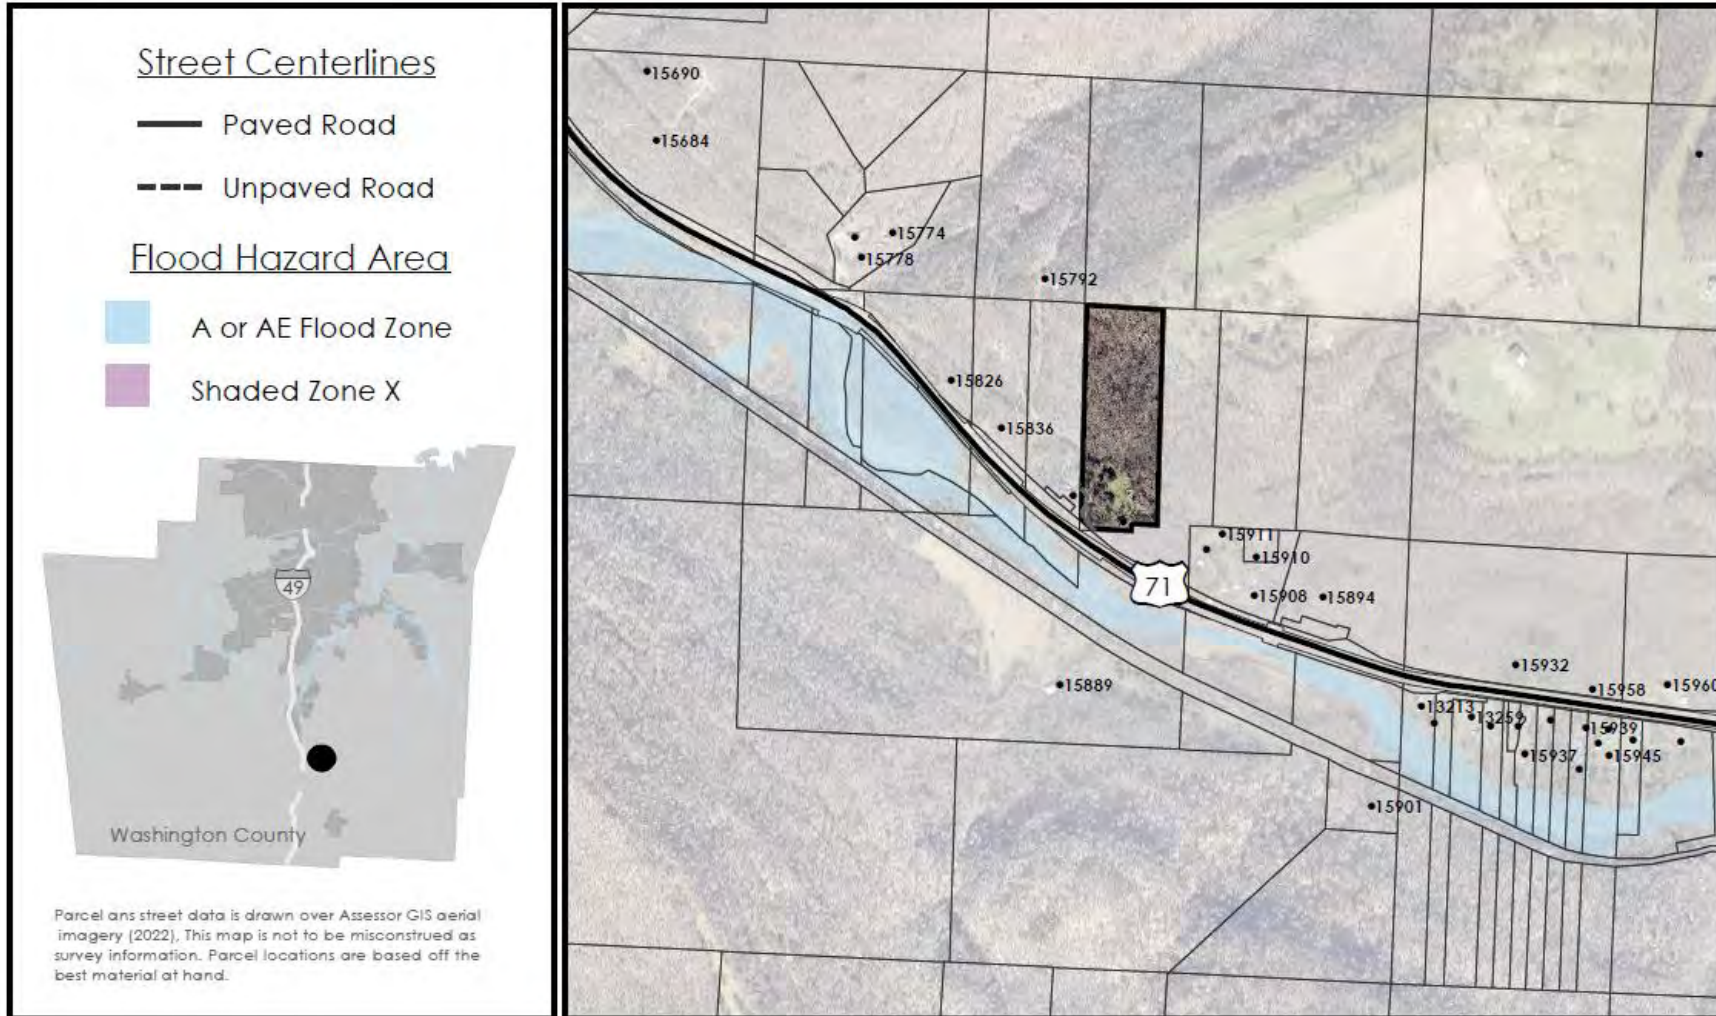 Street Centerlines
Paved Road
Unpaved Road
Flood Hazard Area
A or AE Flood Zone
Shaded Zone X
49
Washington County
Parcel ans street data is drawn over Assessor GIS aerial
imagery (2022). This map is not to be misconstrued as
survey information. Parcel locations are based off the
best material at hand.
15690
15684
15774
15778
15792
15826
15836
15911
15910
71
15908
15894
15889
15932
15958
15960
13213
13259
15939
15937
15945
15901